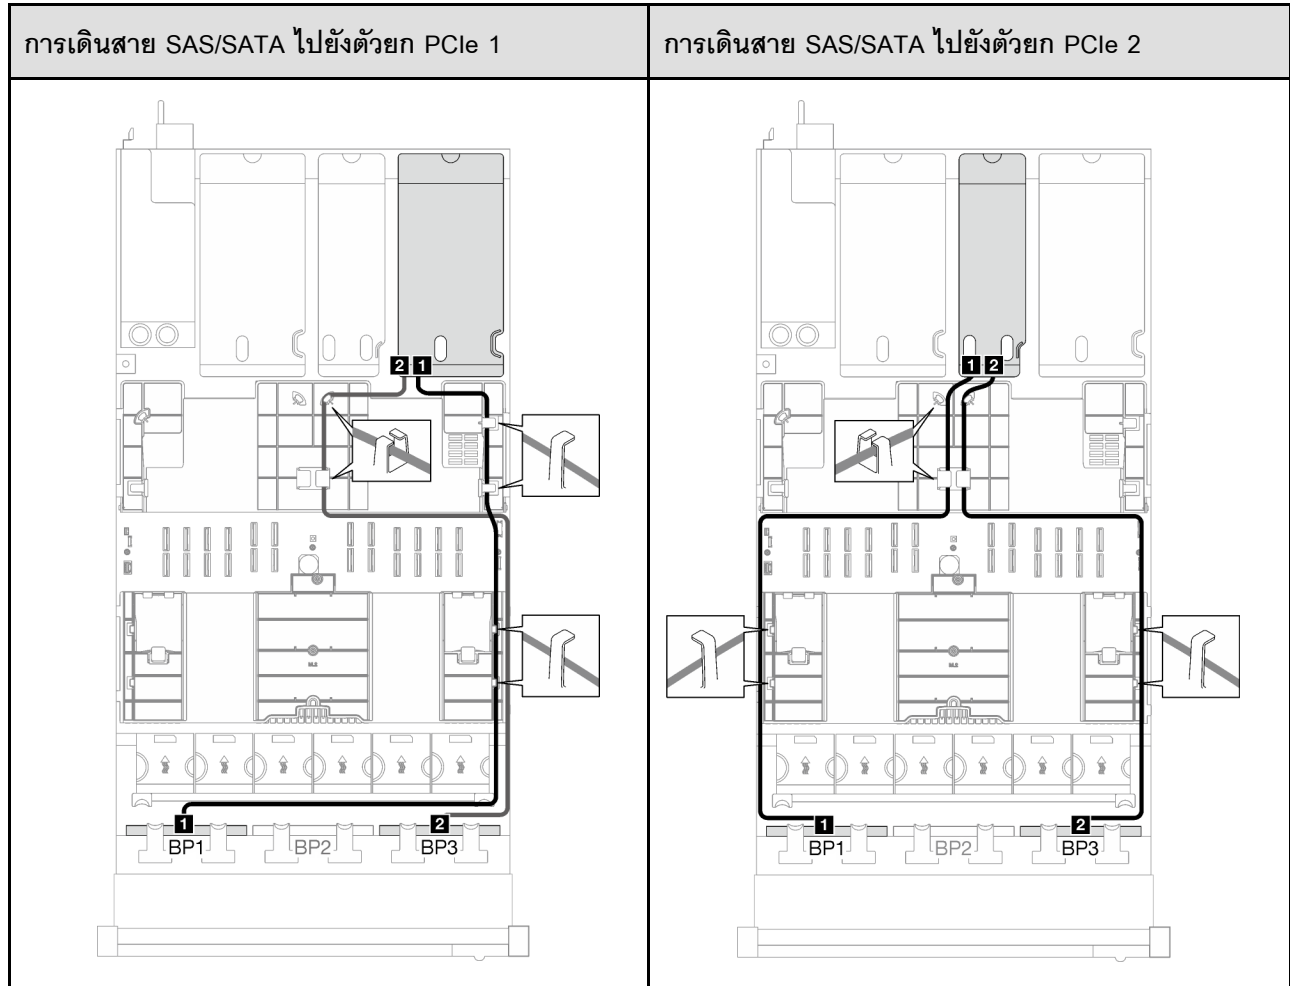 การเดินสาย SAS/SATA ไปยังตัวยก PCIe 1
การเดินสาย SAS/SATA ไปยังตัวยก PCIe 2
2 1
M.2
1
2
BP1
BP2
BP3
1 2
M.2
1
2
BP1
BP2
BP3